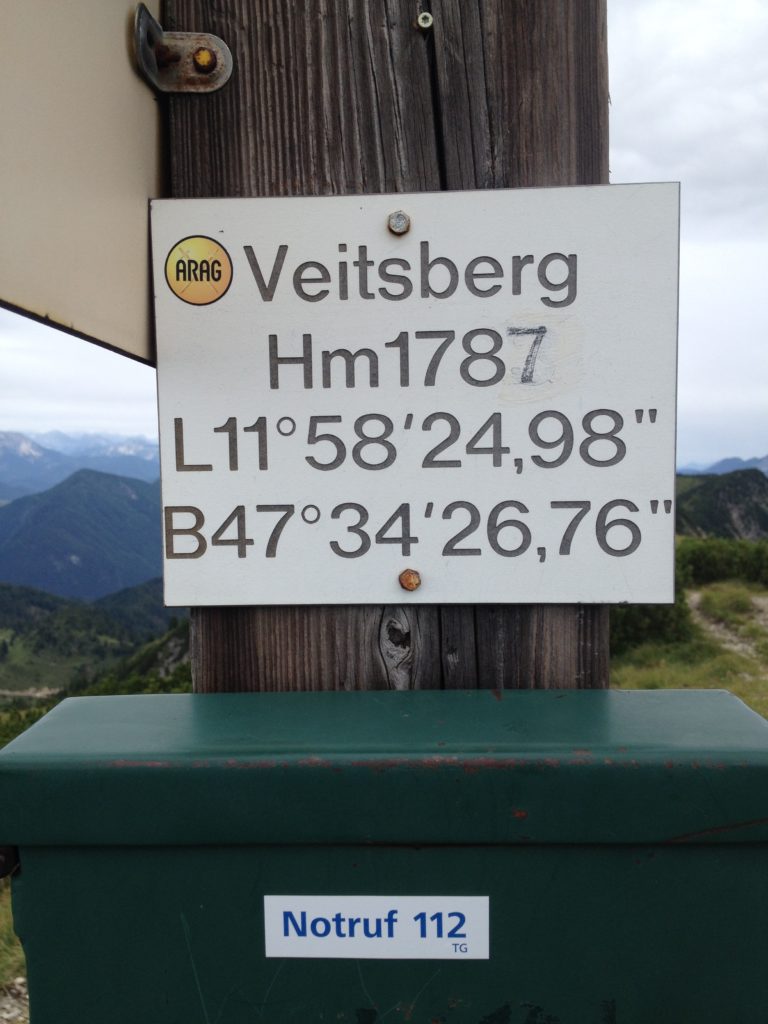 ARAG Veitsberg
Hm1787
L11°58'24,98"
B47°34'26,76"
Notruf 112
TG